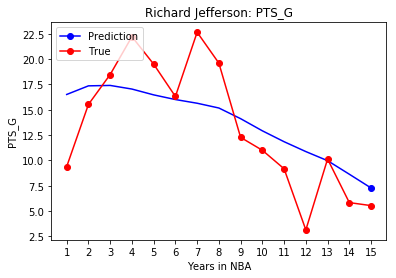 Richard Jefferson: PTS_G
Prediction
True
22.5
20.0
17.5
15.0
12.5
10.0
7.5
5.0
2.5
PTS_G
1 2 3 4 5 6 7 8 9 10 11 12 13 14 15
Years in NBA